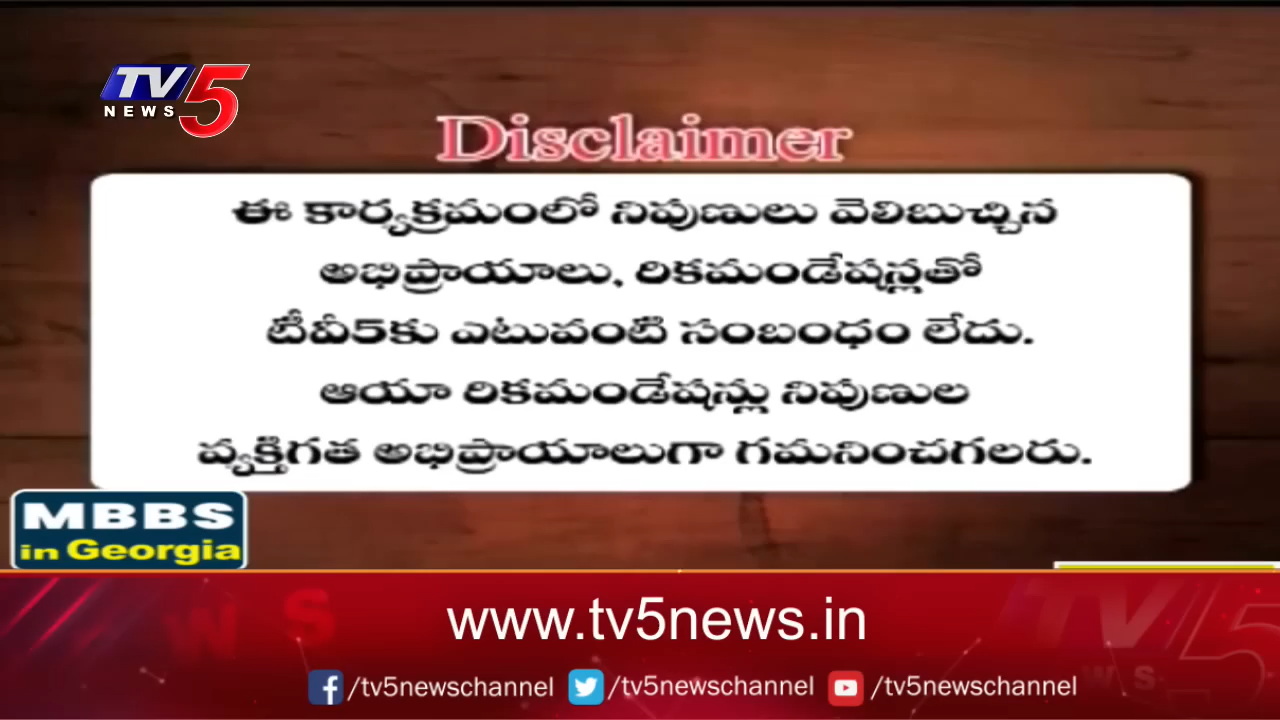 TV5
NEWS
Disclaimer
ఈ కార్యక్రమంలో నిపుణులు వెలిబుచ్చిన
అభిప్రాయాలు, రికమండేషన్లతో
టీవీ5కు ఎటువంటి సంబంధం లేదు.
ఆయా రికమండేషన్లు నిపుణుల
వ్యక్తిగత అభిప్రాయాలుగా గమనించగలరు.
MBBS
in Georgia
www.tv5news.in
/tv5newschannel /tv5newschannel /tv5newschannel